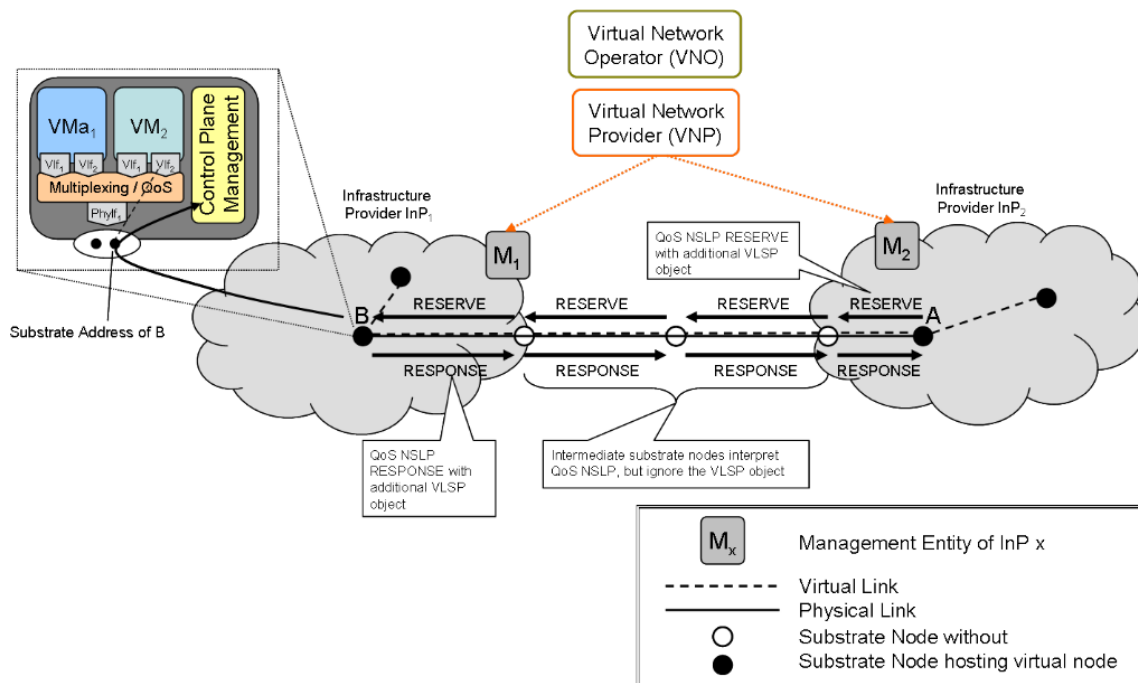 Virtual Network
Operator (VNO)
Virtual Network
Provider (VNP)
VMa1
VM2
Control Plane
Management
VIf1
VIf2
VIf1
VIf2
Multiplexing / QoS
PhyIf1
Substrate Address of B
Infrastructure
Provider InP1
Infrastructure
Provider InP2
M1
M2
QoS NSLP RESERVE
with additional VLSP
object
B
RESERVE
RESERVE
RESERVE
RESERVE
A
RESPONSE
RESPONSE
RESPONSE
RESPONSE
QoS NSLP
RESPONSE with
additional VLSP
object
Intermediate substrate nodes interpret
QoS NSLP, but ignore the VLSP object
Mx
Management Entity of InP x
Virtual Link
Physical Link
Substrate Node without
Substrate Node hosting virtual node